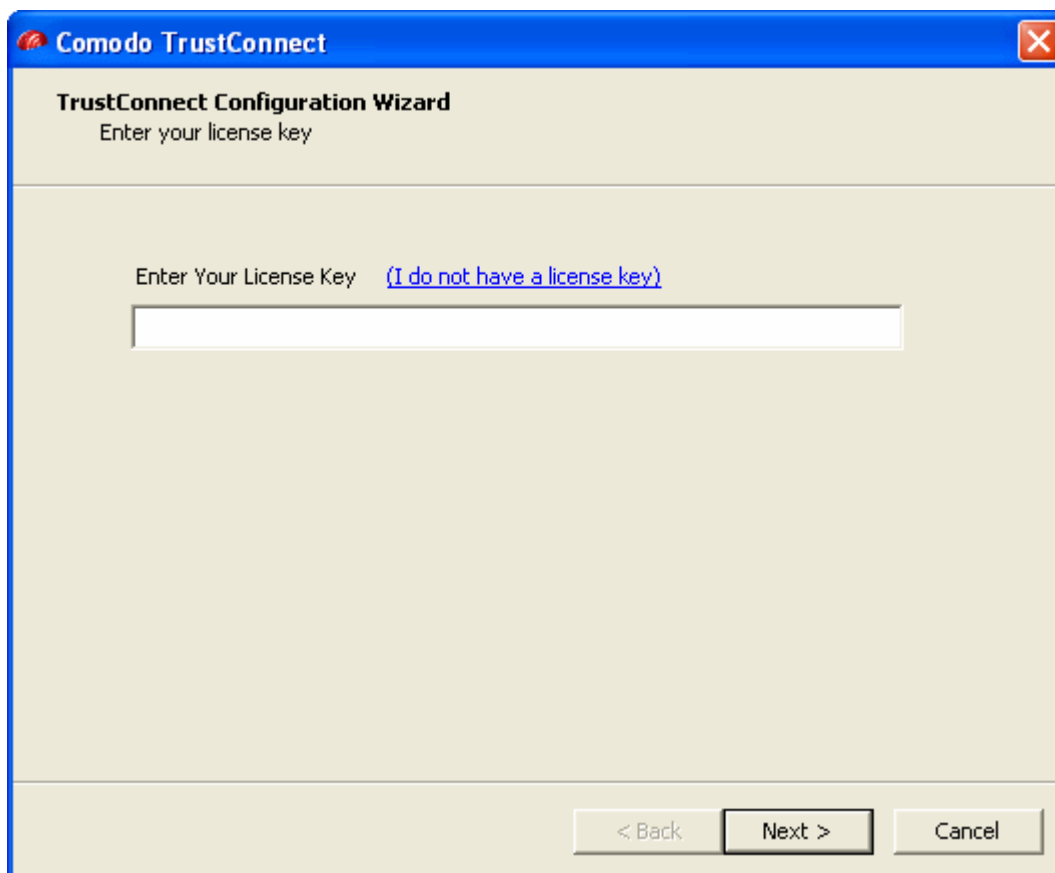 Comodo TrustConnect
TrustConnect Configuration Wizard
Enter your license key
Enter Your License Key (I do not have a license key)
< Back Next > Cancel